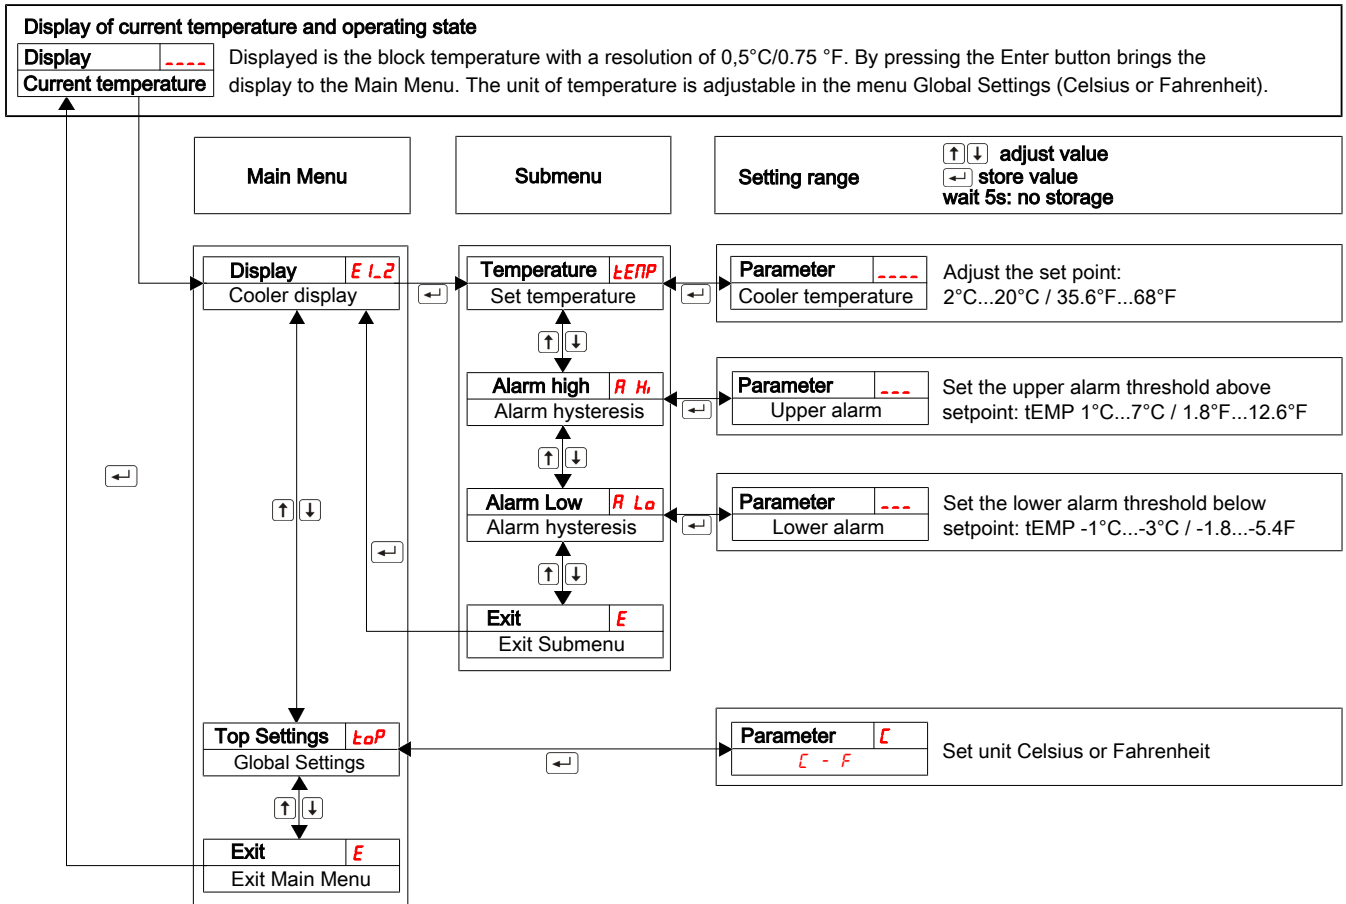 Display of current temperature and operating state
Display _ _ _ _
Current temperature
Displayed is the block temperature with a resolution of 0,5°C/0.75 °F. By pressing the Enter button brings the
display to the Main Menu. The unit of temperature is adjustable in the menu Global Settings (Celsius or Fahrenheit).
Main Menu
Submenu
Setting range
↑ ↓ adjust value
↵ store value
wait 5s: no storage
Display E1_2
Cooler display
↵
Temperature tEMP
Set temperature
↵
Parameter _ _ _ _
Cooler temperature
Adjust the set point:
2°C...20°C / 35.6°F...68°F
↑ ↓
Alarm high A Hi
Alarm hysteresis
↵
Parameter _ _ _
Upper alarm
Set the upper alarm threshold above
setpoint: tEMP 1°C...7°C / 1.8°F...12.6°F
↵
↑ ↓
↑ ↓
Alarm Low A Lo
Alarm hysteresis
↵
Parameter _ _ _
Lower alarm
Set the lower alarm threshold below
setpoint: tEMP -1°C...-3°C / -1.8...-5.4F
↵
↑ ↓
Exit E
Exit Submenu
Top Settings toP
Global Settings
↵
Parameter C
C - F
Set unit Celsius or Fahrenheit
↑ ↓
Exit E
Exit Main Menu